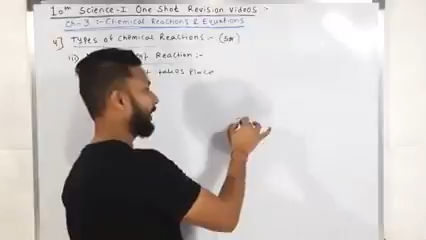 10th Science-I One Shot Revision Videos :-
Ch-3 :- Chemical Reactions & Equations
4] Types of Chemical Reactions :- (5m)
Reaction :-
takes place